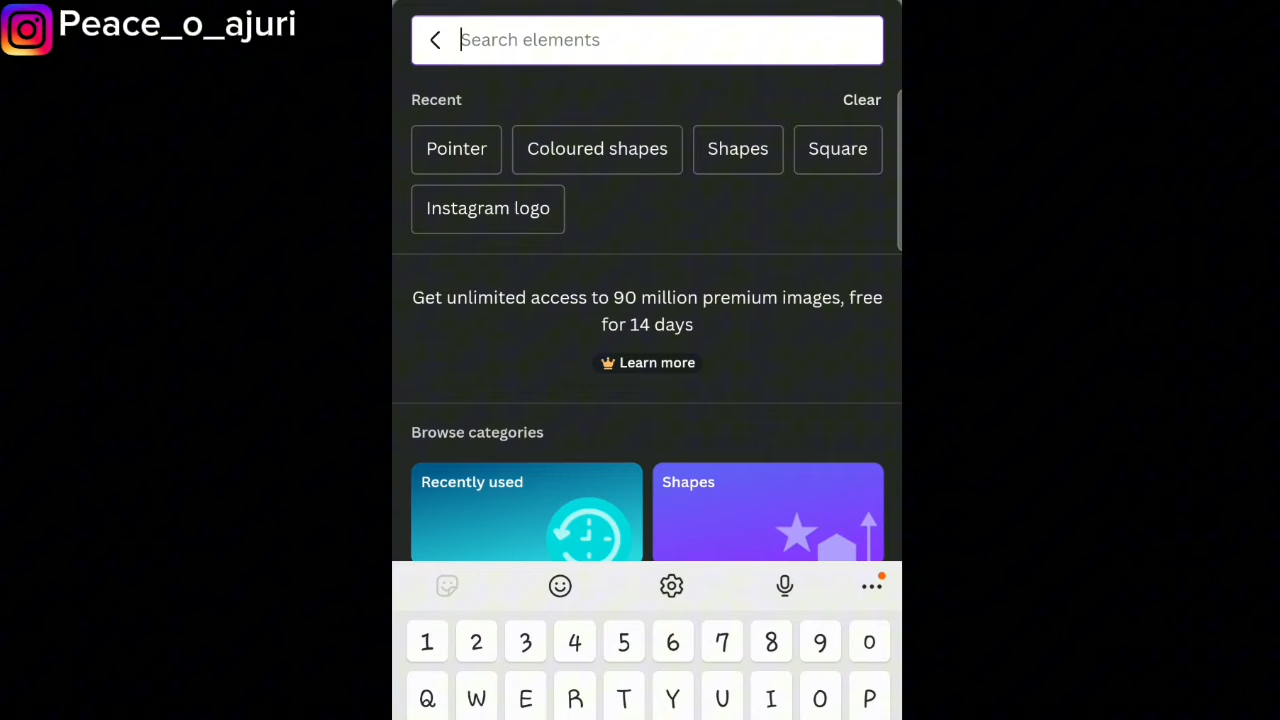 Peace_o_ajuri
Search elements
Recent Clear
Pointer Coloured shapes Shapes Square
Instagram logo
Get unlimited access to 90 million premium images, free
for 14 days
Learn more
Browse categories
Recently used Shapes
1 2 3 4 5 6 7 8 9 0
Q W E R T Y U I O P